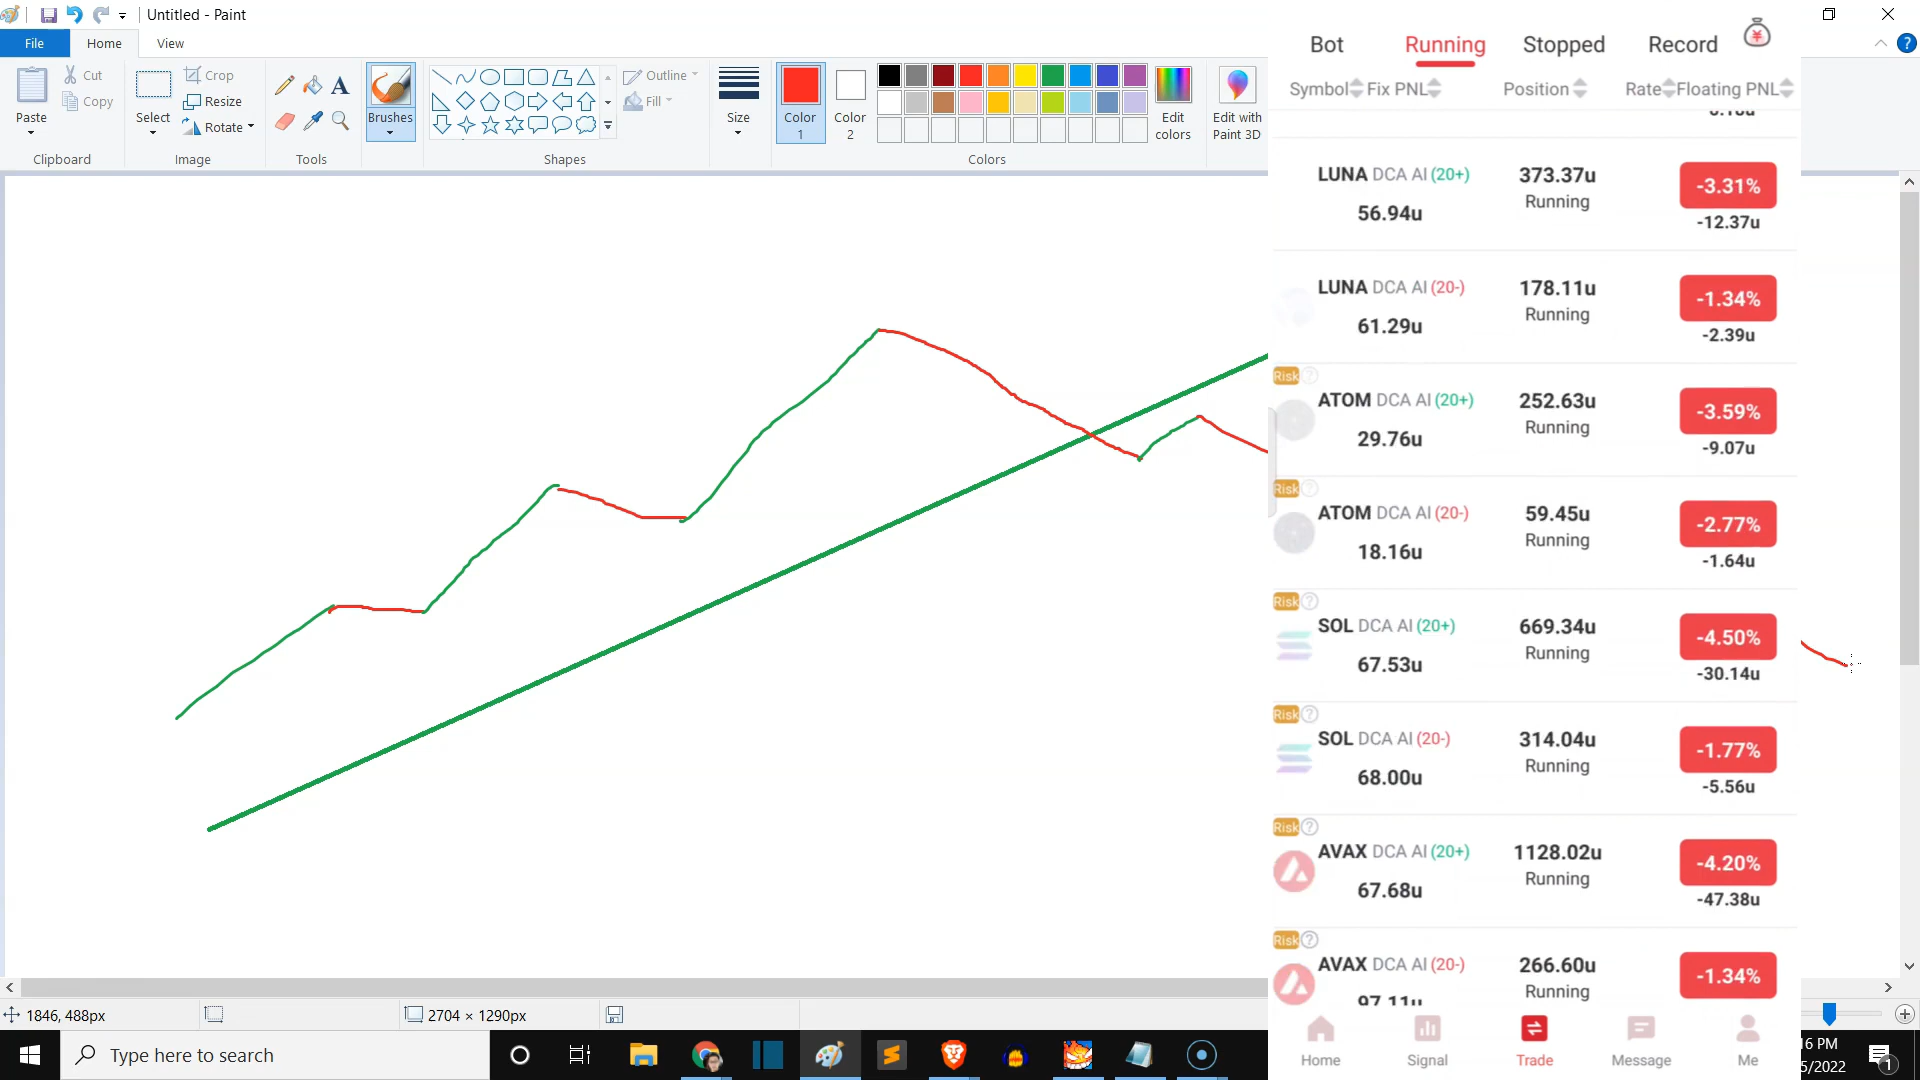 Untitled - Paint
File Home View
Paste
Cut
Copy
Clipboard
Select
Crop
Resize
Rotate
Image
Tools
Brushes
Shapes
Outline
Fill
Size
Color
1
Color
2
Colors
Edit
colors
Edit with
Paint 3D
Bot Running Stopped Record
Symbol Fix PNL Position Rate Floating PNL
LUNA DCA AI (20+) 373.37u -3.31%
56.94u Running -12.37u
LUNA DCA AI (20-) 178.11u -1.34%
61.29u Running -2.39u
Risk ?
ATOM DCA AI (20+) 252.63u -3.59%
29.76u Running -9.07u
Risk ?
ATOM DCA AI (20-) 59.45u -2.77%
18.16u Running -1.64u
Risk ?
SOL DCA AI (20+) 669.34u -4.50%
67.53u Running -30.14u
Risk ?
SOL DCA AI (20-) 314.04u -1.77%
68.00u Running -5.56u
Risk ?
AVAX DCA AI (20+) 1128.02u -4.20%
67.68u Running -47.38u
Risk ?
AVAX DCA AI (20-) 266.60u -1.34%
97.11u Running
Home Signal Trade Message Me
1846, 488px
2704 × 1290px
Type here to search
16 PM
5/2022
1